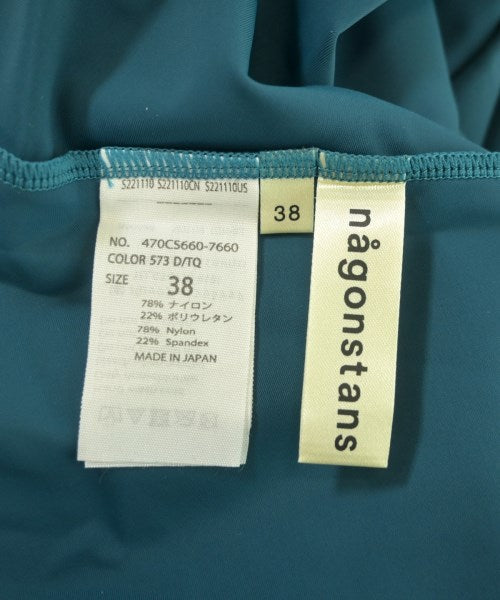 S221110 S221110CN S221110US
NO. 470CS660-7660
COLOR 573 D/TQ
SIZE 38
78% ナイロン
22% ポリウレタン
78% Nylon
22% Spandex
MADE IN JAPAN
38
någonstans